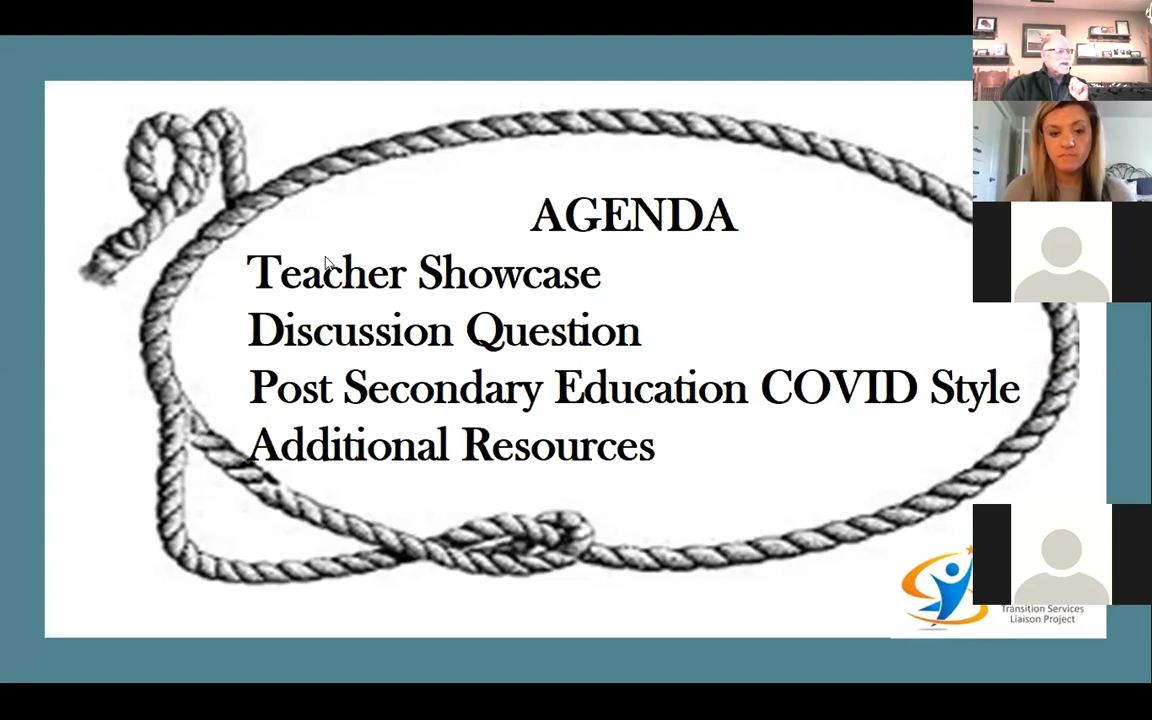 AGENDA
Teacher Showcase
Discussion Question
Post Secondary Education COVID Style
Additional Resources
Transition Services
Liaison Project